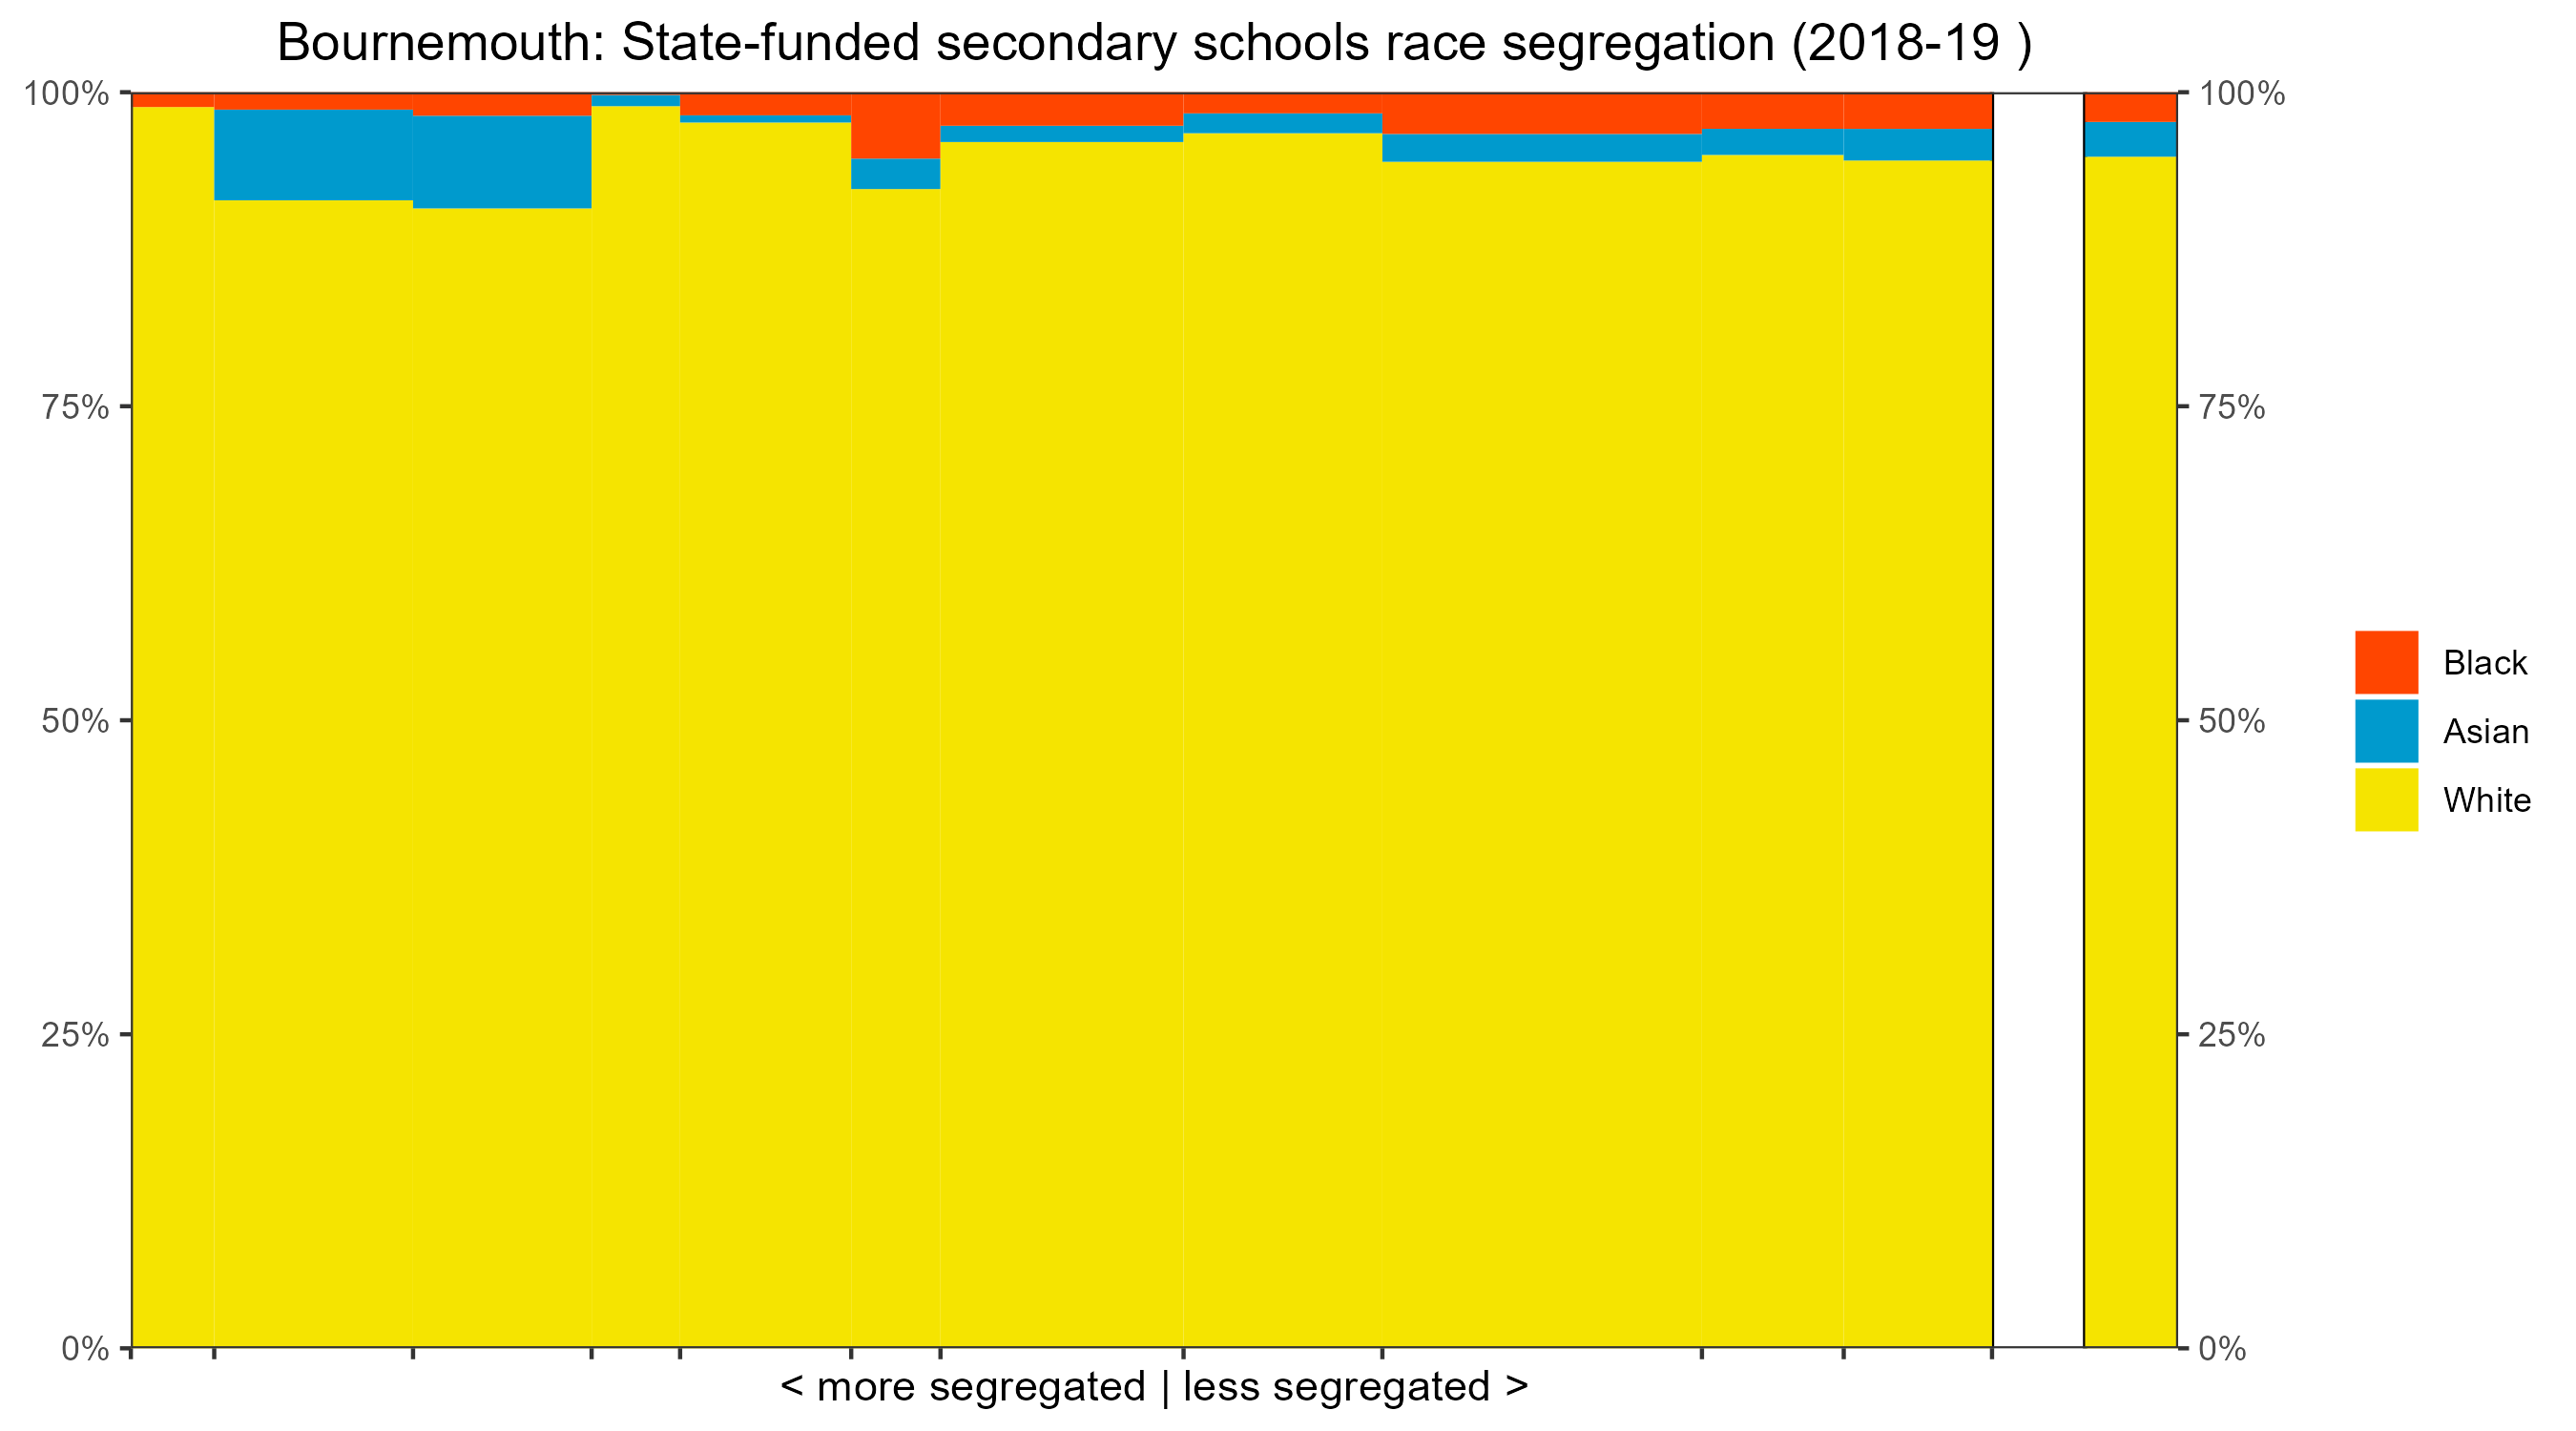 Bournemouth: State-funded secondary schools race segregation (2018-19 )
100%
75%
50%
25%
0%
100%
75%
50%
25%
0%
Black
Asian
White
< more segregated | less segregated >